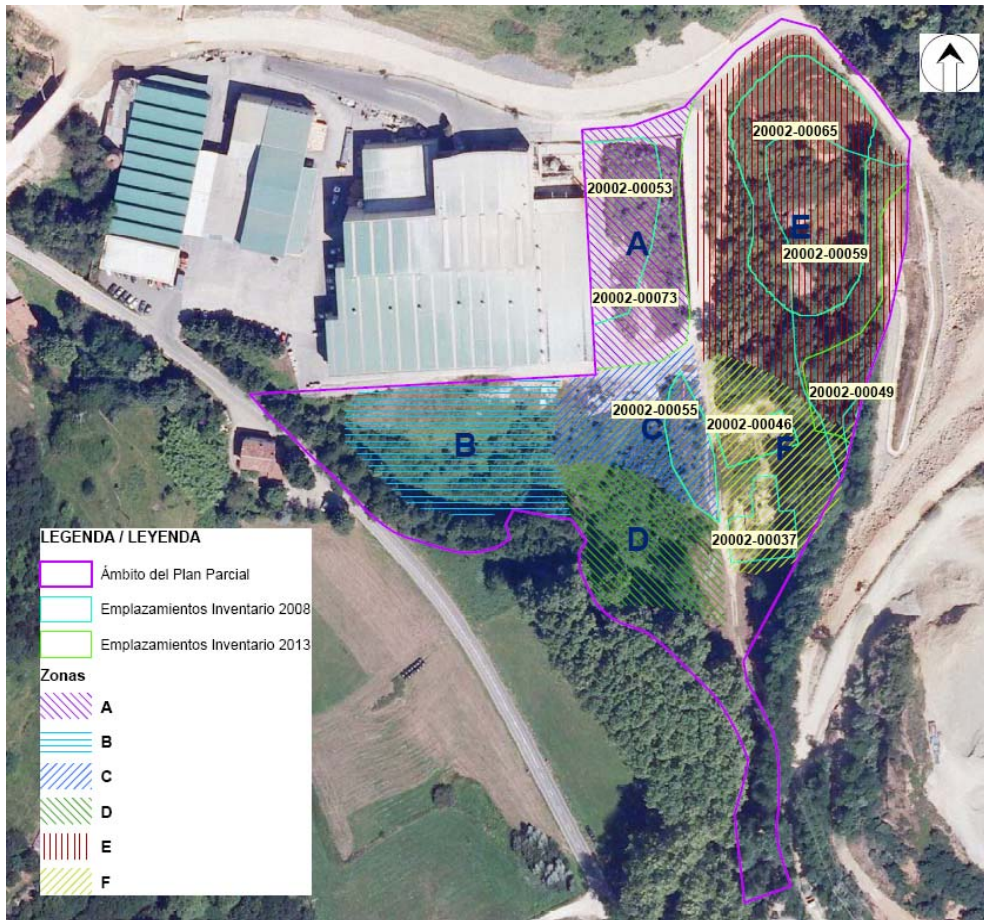 20002-00065
20002-00053
E
A
20002-00059
20002-00073
20002-00049
20002-00055
20002-00046
C
B
F
D
20002-00037
LEGENDA / LEYENDA
Ámbito del Plan Parcial
Emplazamientos Inventario 2008
Emplazamientos Inventario 2013
Zonas
A
B
C
D
E
F